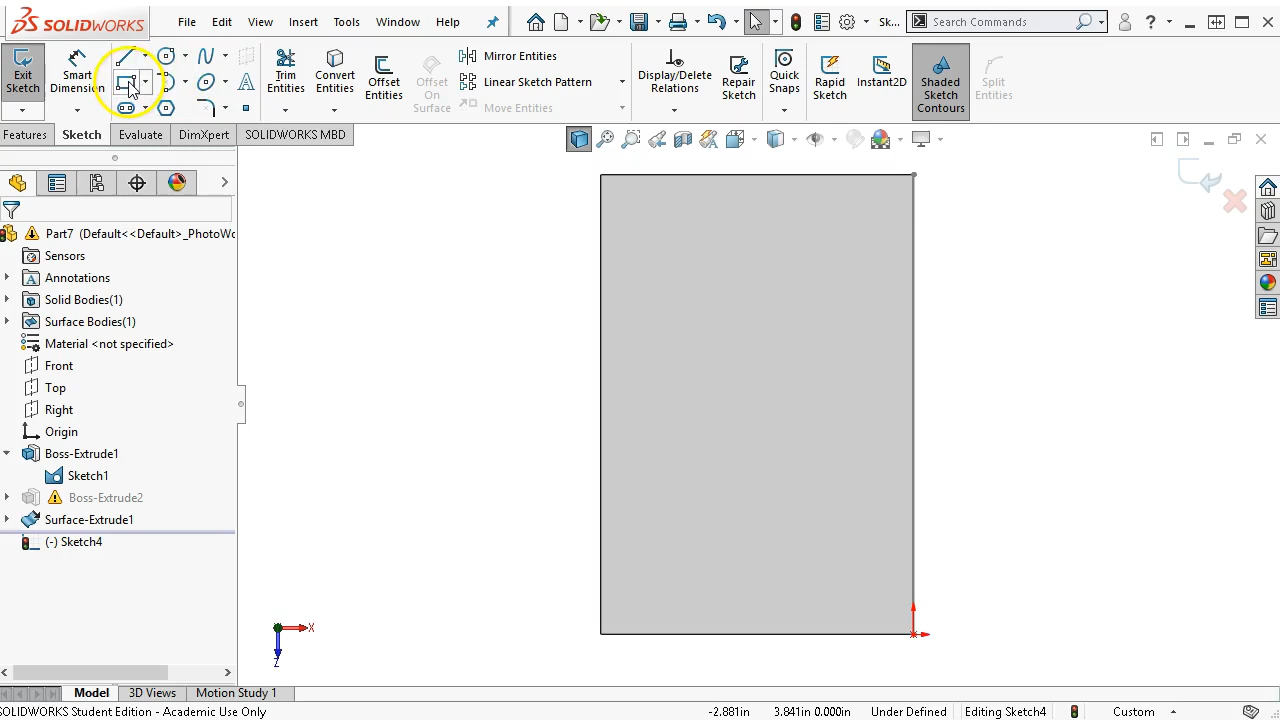 SOLIDWORKS File Edit View Insert Tools Window Help Sk... Search Commands ?
Exit Sketch Smart Dimension Trim Entities Convert Entities Offset Entities Offset On Surface Mirror Entities Linear Sketch Pattern Move Entities Display/Delete Relations Repair Sketch Quick Snaps Rapid Sketch Instant2D Shaded Sketch Contours Split Entities
Features Sketch Evaluate DimXpert SOLIDWORKS MBD
Part7 (Default<<Default>_PhotoWo
Sensors
Annotations
Solid Bodies(1)
Surface Bodies(1)
Material <not specified>
Front
Top
Right
Origin
Boss-Extrude1
Sketch1
Boss-Extrude2
Surface-Extrude1
(-) Sketch4
X
Z
Model 3D Views Motion Study 1
SOLIDWORKS Student Edition - Academic Use Only -2.881in 3.841in 0.000in Under Defined Editing Sketch4 Custom